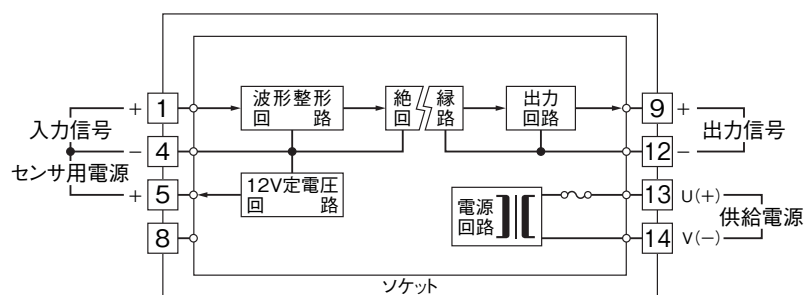 入力信号
センサ用電源
+ 1
− 4
+ 5
8
波形整形
回 路
絶 縁
回 路
出力
回路
12V定電圧
回 路
電源
回路
9 +
12 −
出力信号
13 U(+)
14 V(−)
供給電源
ソケット